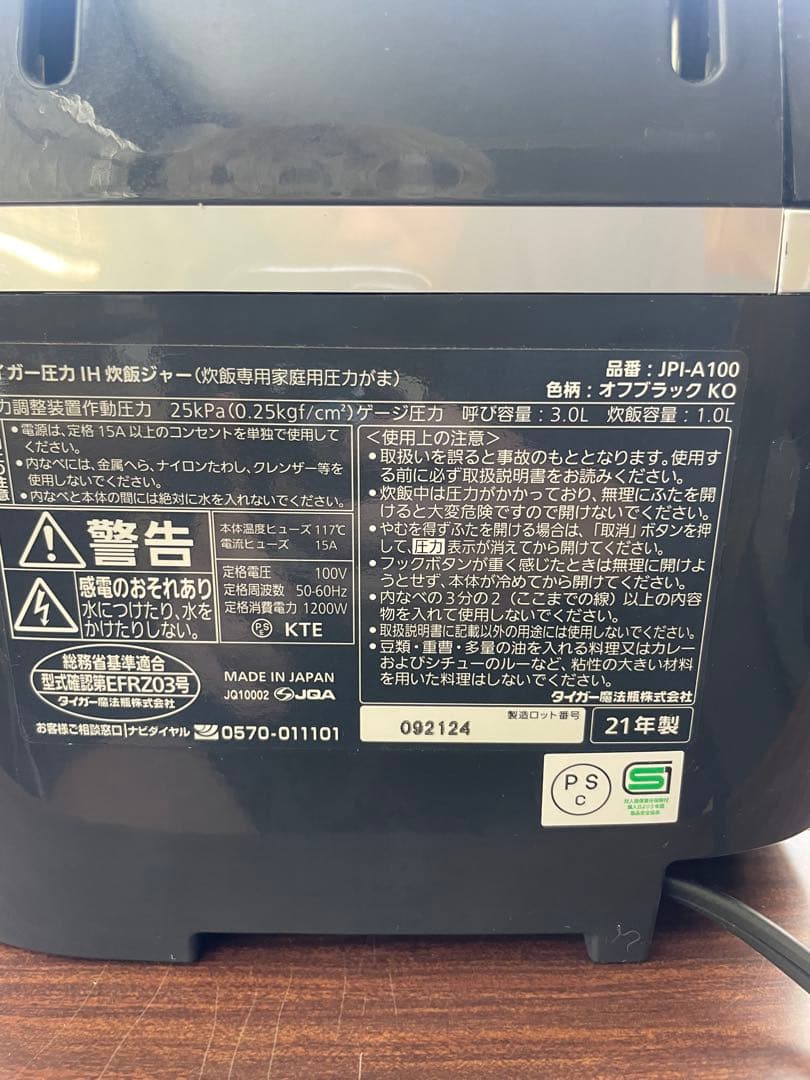 イガー圧力IH炊飯ジャー(炊飯専用家庭用圧力がま)
品番：JPI-A100
色柄：オフブラック KO
力調整装置作動圧力 25kPa(0.25kgf/cm²)ゲージ圧力 呼び容量：3.0L 炊飯容量：1.0L
●電源は、定格15A以上のコンセントを単独で使用して
ください。
●内なべには、金属へら、ナイロンたわし、クレンザー等を
使用しないでください。
●内なべと本体の間には絶対に水を入れないでください。
警告
感電のおそれあり
水につけたり、水を
かけたりしない。
本体温度ヒューズ 117℃
電流ヒューズ 15A
定格電圧 100V
定格周波数 50-60Hz
定格消費電力 1200W
PSE KTE
総務省基準適合
型式確認第EFRZ03号
タイガー魔法瓶株式会社
MADE IN JAPAN
JQ10002 JQA
お客様ご相談窓口 ナビダイヤル 0570-011101
<使用上の注意>
●取扱いを誤ると事故のもととなります。使用す
る前に必ず取扱説明書をお読みください。
●炊飯中は圧力がかかっており、無理にふたを開
けると大変危険ですので開けないでください。
●やむを得ずふたを開ける場合は、「取消」ボタンを押
して、圧力表示が消えてから開けてください。
●フックボタンが重く感じたときは無理に開けよ
うとせず、本体が冷めてから開けてください。
●内なべの3分の2（ここまでの線）以上の内容
物を入れて使用しないでください。
●取扱説明書に記載以外の用途には使用しないでください。
●豆類・重曹・多量の油を入れる料理又はカレー
およびシチューのルーなど、粘性の大きい材料
を用いた料理はしないでください。
タイガー魔法瓶株式会社
製造ロット番号
092124
21年製
PS
C
S